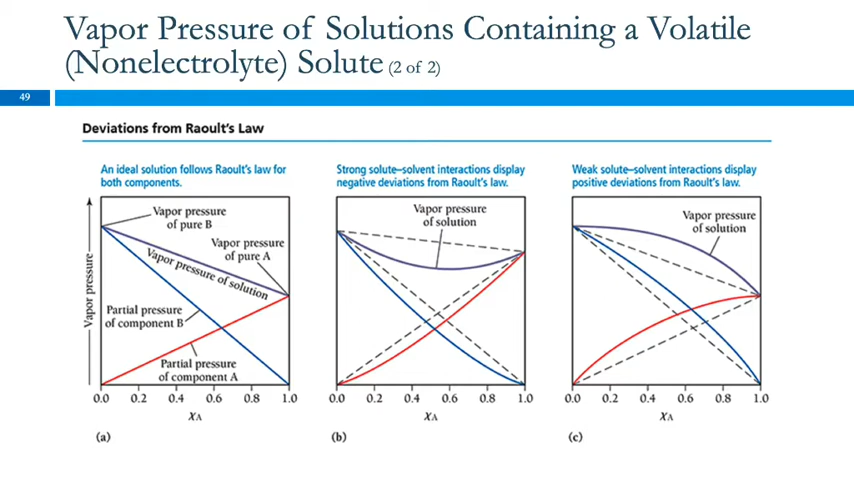 Vapor Pressure of Solutions Containing a Volatile
(Nonelectrolyte) Solute (2 of 2)
49
Deviations from Raoult's Law
An ideal solution follows Raoult's law for
both components.
Vapor pressure
of pure B
Vapor pressure
of pure A
Vapor pressure of solution
Partial pressure
of component B
Partial pressure
of component A
Vapor pressure
0.0 0.2 0.4 0.6 0.8 1.0
χA
(a)
Strong solute–solvent interactions display
negative deviations from Raoult's law.
Vapor pressure
of solution
0.0 0.2 0.4 0.6 0.8 1.0
χA
(b)
Weak solute–solvent interactions display
positive deviations from Raoult's law.
Vapor pressure
of solution
0.0 0.2 0.4 0.6 0.8 1.0
χA
(c)